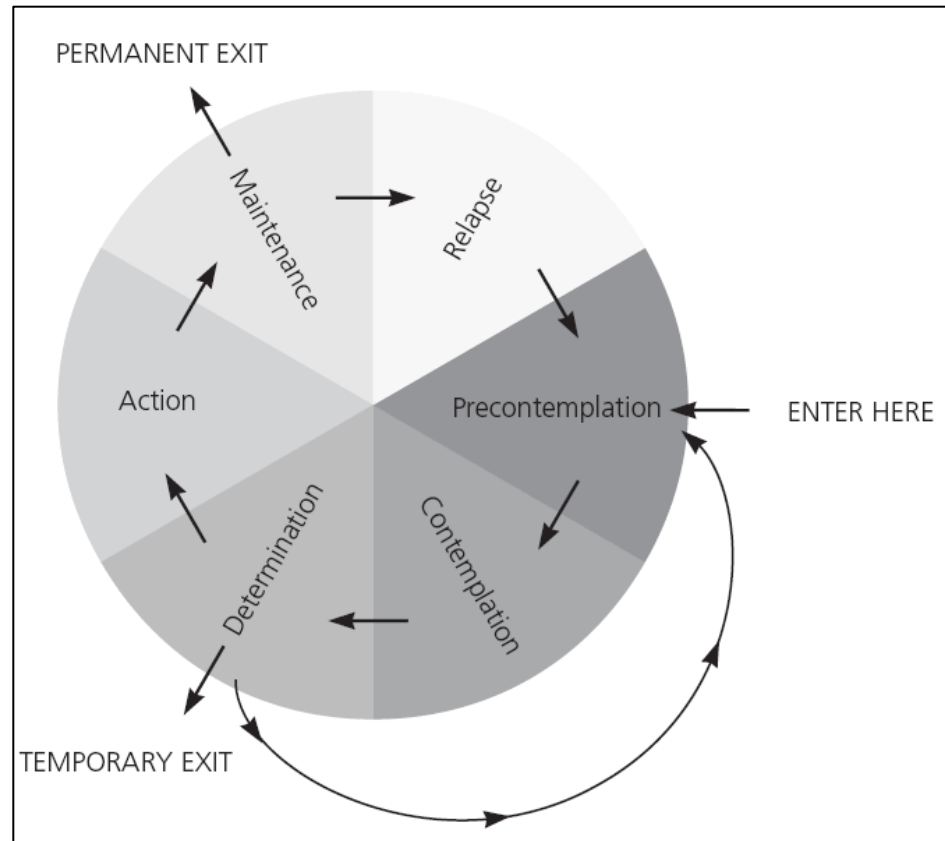 PERMANENT EXIT
Maintenance
Relapse
Action
Precontemplation
ENTER HERE
Determination
Contemplation
TEMPORARY EXIT